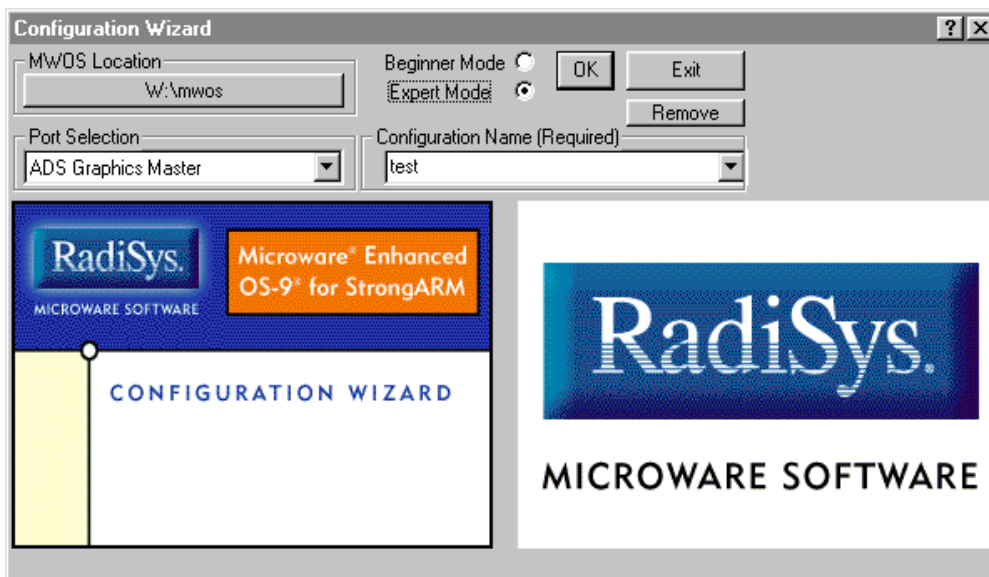 Configuration Wizard
MWOS Location
W:\mwos
Beginner Mode
Expert Mode
OK
Exit
Remove
Port Selection
ADS Graphics Master
Configuration Name (Required)
test
RadiSys.
MICROWARE SOFTWARE
Microware® Enhanced
OS-9® for StrongARM
CONFIGURATION WIZARD
RadiSys.
MICROWARE SOFTWARE